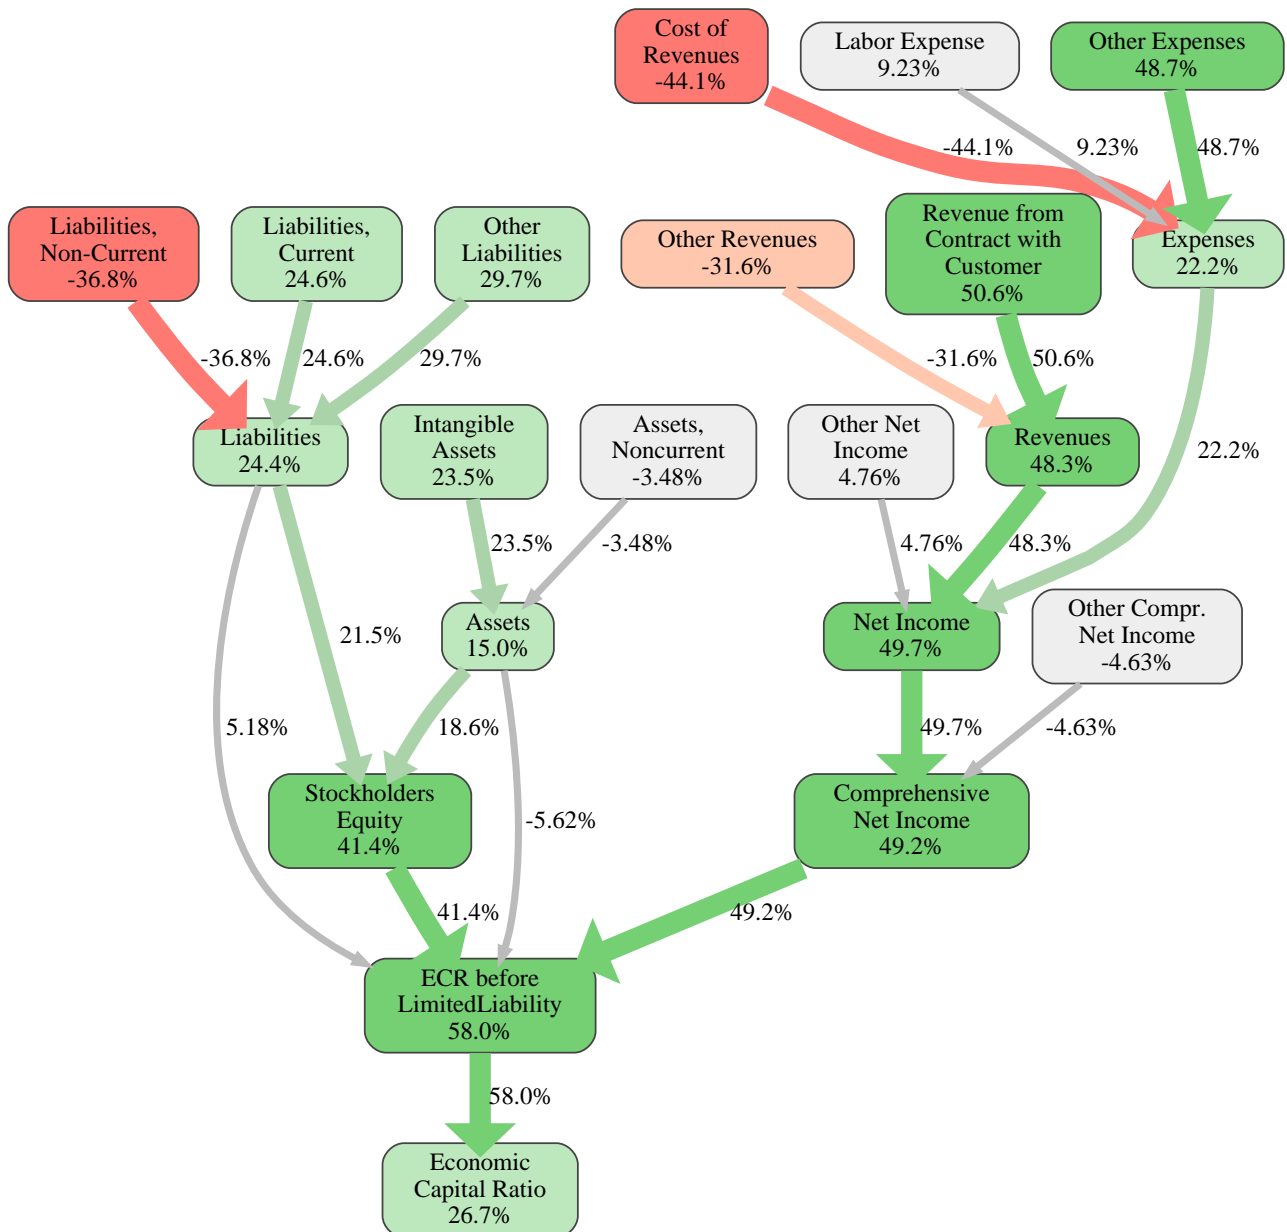 Cost of
Revenues
-44.1%
Labor Expense
9.23%
Other Expenses
48.7%
-44.1%
9.23%
48.7%
Liabilities,
Non-Current
-36.8%
Liabilities,
Current
24.6%
Other
Liabilities
29.7%
Other Revenues
-31.6%
Revenue from
Contract with
Customer
50.6%
Expenses
22.2%
-36.8%
24.6%
29.7%
-31.6%
50.6%
22.2%
Liabilities
24.4%
Intangible
Assets
23.5%
Assets,
Noncurrent
-3.48%
Other Net
Income
4.76%
Revenues
48.3%
23.5%
-3.48%
4.76%
48.3%
Assets
15.0%
Net Income
49.7%
Other Compr.
Net Income
-4.63%
21.5%
5.18%
18.6%
-5.62%
49.7%
-4.63%
Stockholders
Equity
41.4%
Comprehensive
Net Income
49.2%
41.4%
49.2%
ECR before
LimitedLiability
58.0%
58.0%
Economic
Capital Ratio
26.7%